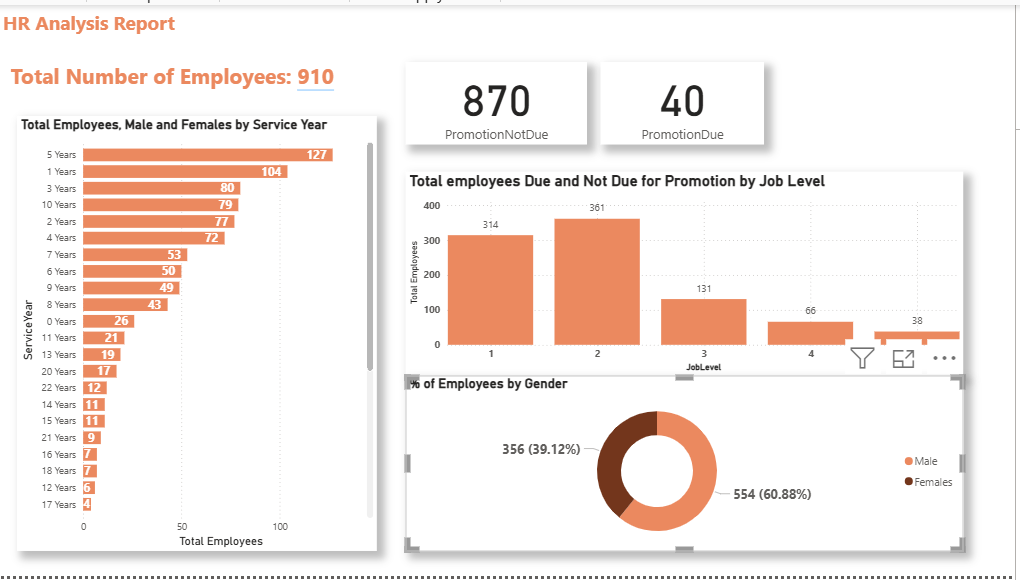 HR Analysis Report
Total Number of Employees: 910
870
PromotionNotDue
40
PromotionDue
Total Employees, Male and Females by Service Year
ServiceYear
5 Years 127
1 Years 104
3 Years 80
10 Years 79
2 Years 77
4 Years 72
7 Years 53
6 Years 50
9 Years 49
8 Years 43
0 Years 26
11 Years 21
13 Years 19
20 Years 17
22 Years 12
14 Years 11
15 Years 11
21 Years 9
16 Years 7
18 Years 7
12 Years 6
17 Years 4
0 50 100
Total Employees
Total employees Due and Not Due for Promotion by Job Level
Total Employees
400
300
200
100
0
314 361 131 66 38
1 2 3 4
JobLevel
% of Employees by Gender
356 (39.12%)
554 (60.88%)
Male
Females